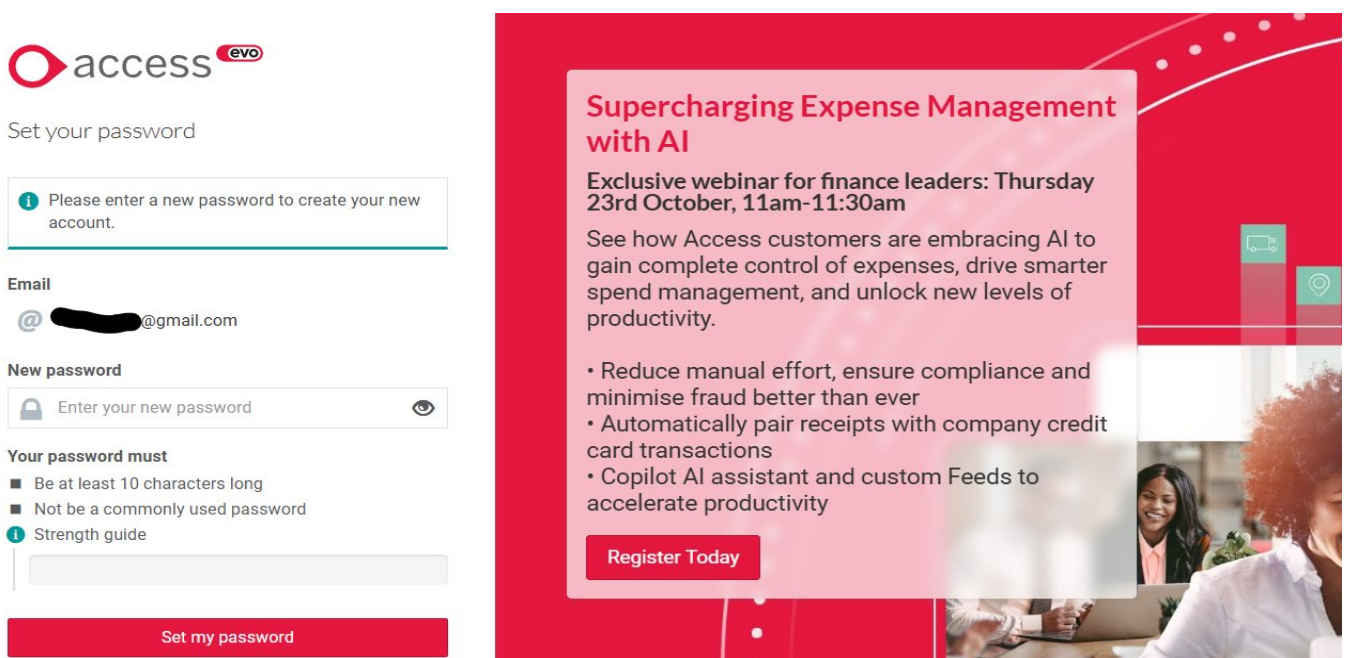 access evo
Set your password
Please enter a new password to create your new
account.
Email
@gmail.com
New password
Enter your new password
Your password must
Be at least 10 characters long
Not be a commonly used password
Strength guide
Set my password
Supercharging Expense Management
with AI
Exclusive webinar for finance leaders: Thursday
23rd October, 11am-11:30am
See how Access customers are embracing AI to
gain complete control of expenses, drive smarter
spend management, and unlock new levels of
productivity.
• Reduce manual effort, ensure compliance and
minimise fraud better than ever
• Automatically pair receipts with company credit
card transactions
• Copilot AI assistant and custom Feeds to
accelerate productivity
Register Today